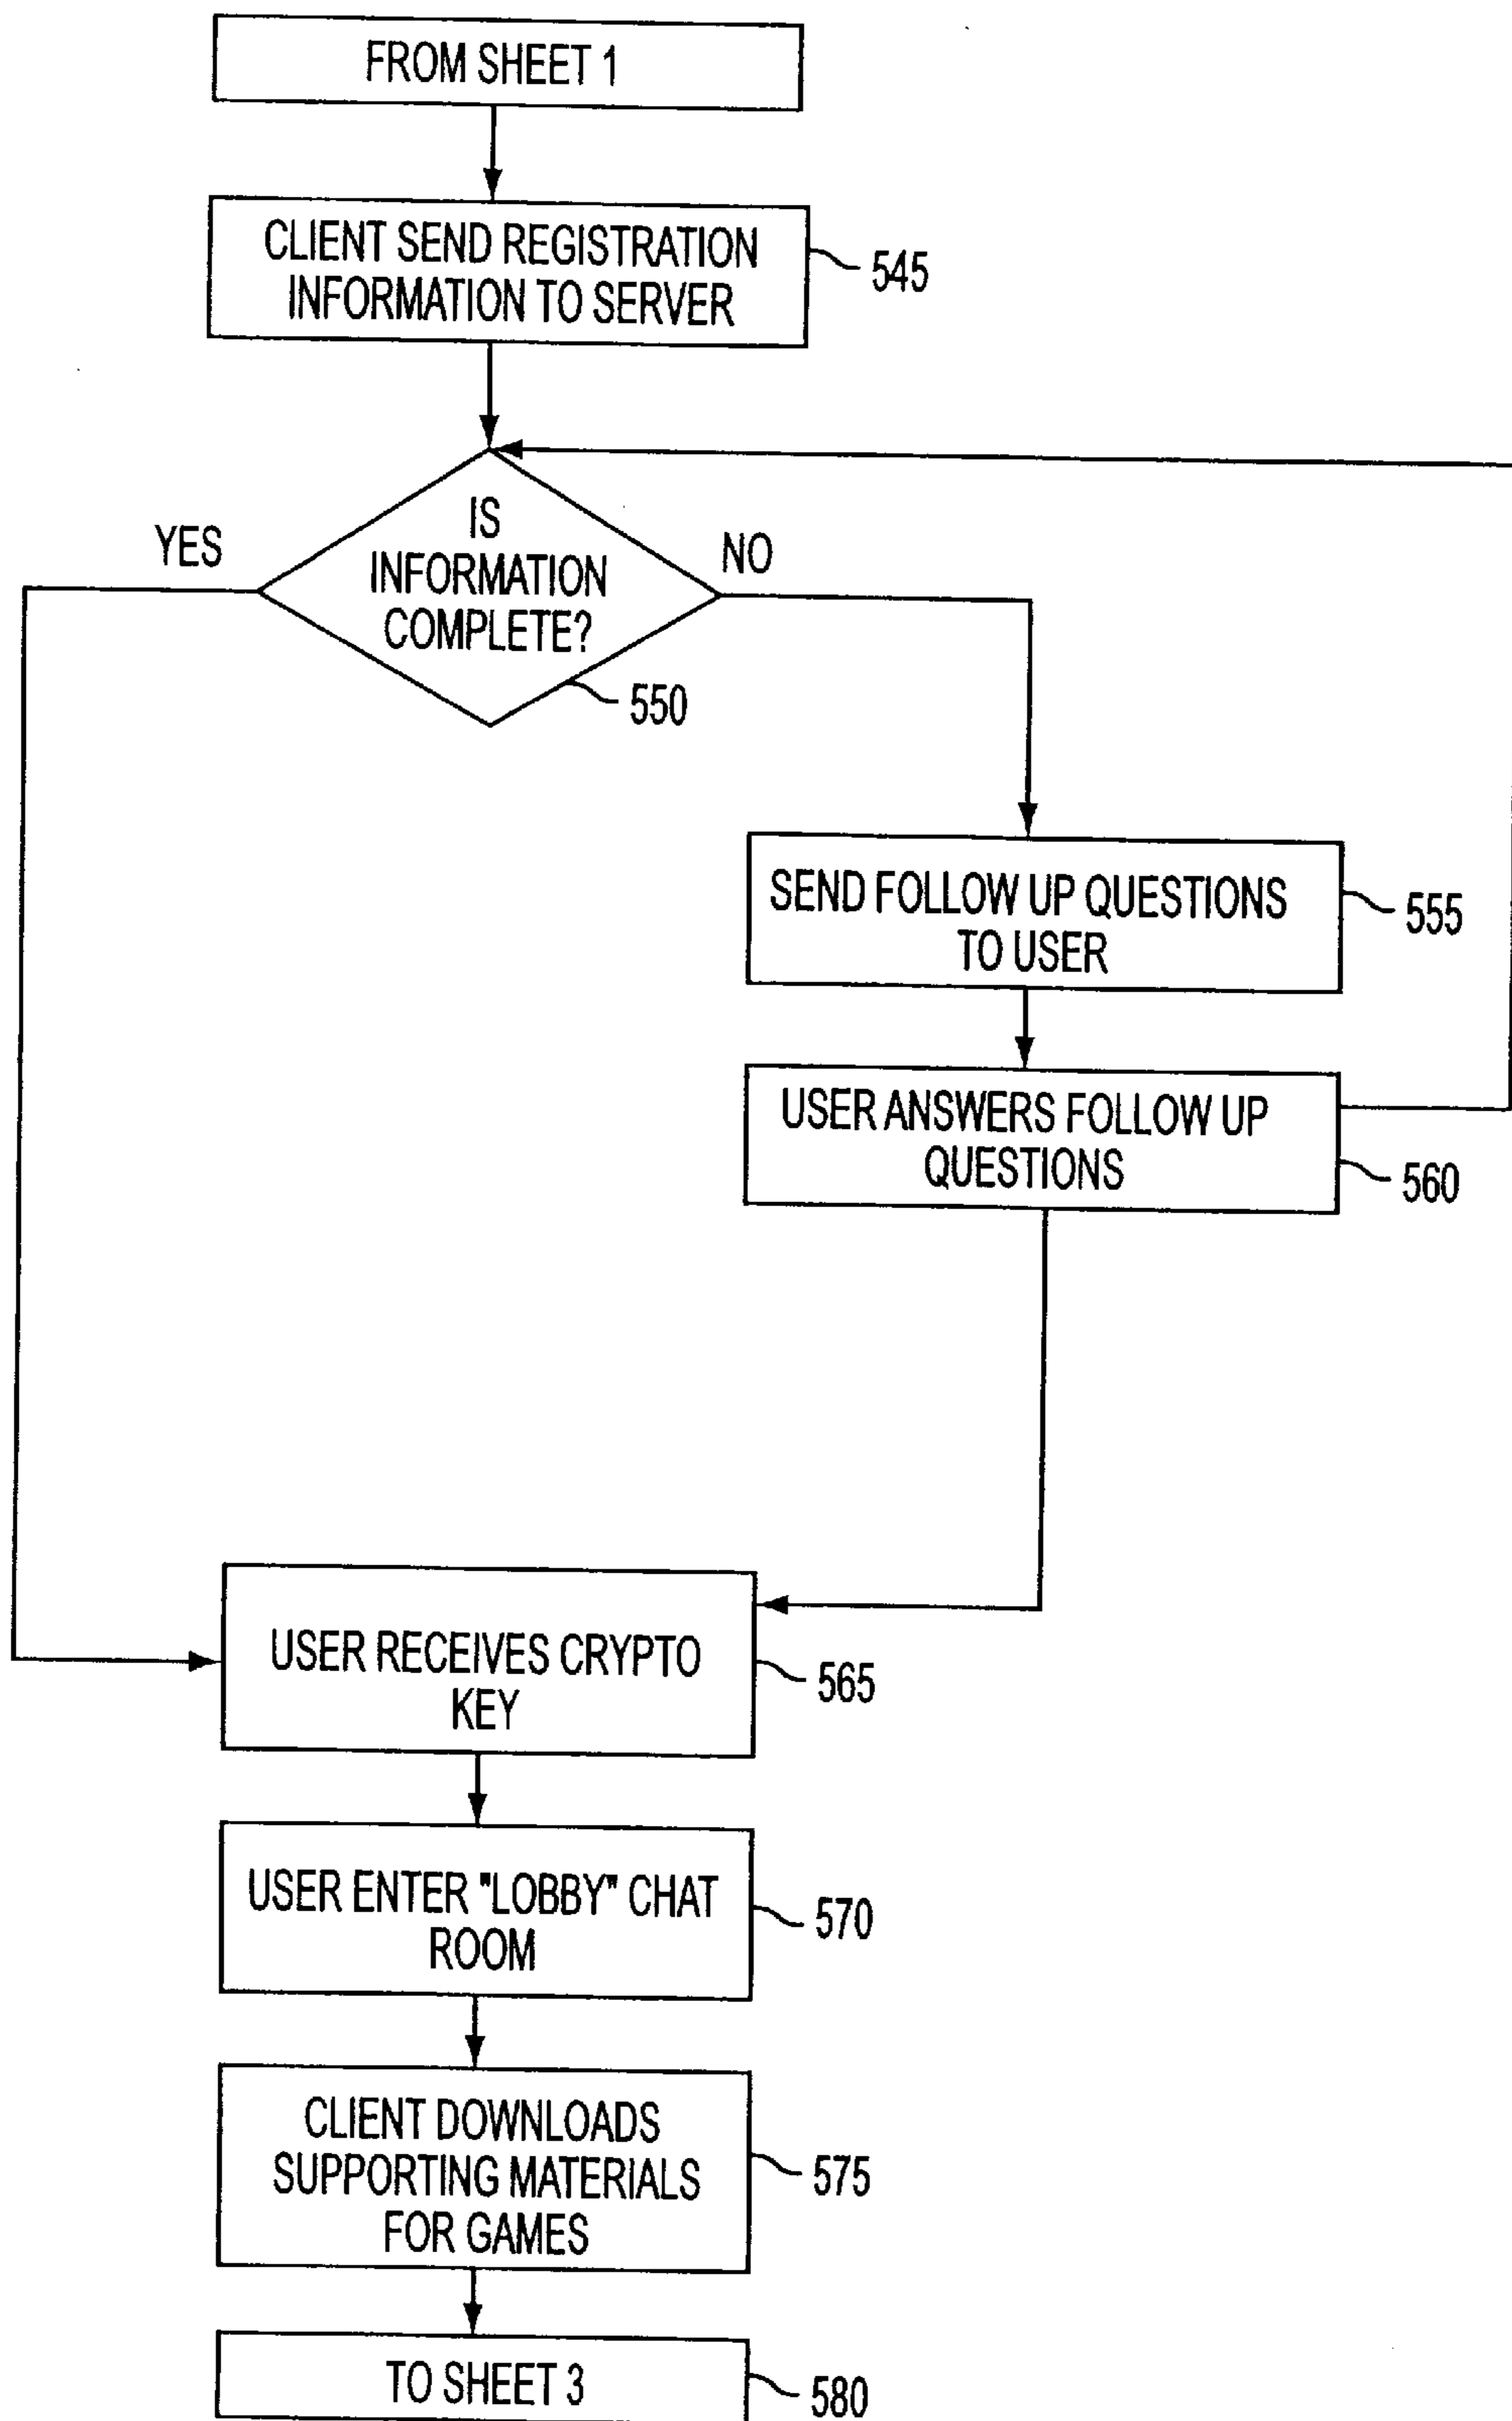 FROM SHEET 1
CLIENT SEND REGISTRATION
INFORMATION TO SERVER
545
IS
INFORMATION
COMPLETE?
YES
NO
550
SEND FOLLOW UP QUESTIONS
TO USER
555
USER ANSWERS FOLLOW UP
QUESTIONS
560
USER RECEIVES CRYPTO
KEY
565
USER ENTER "LOBBY" CHAT
ROOM
570
CLIENT DOWNLOADS
SUPPORTING MATERIALS
FOR GAMES
575
TO SHEET 3
580